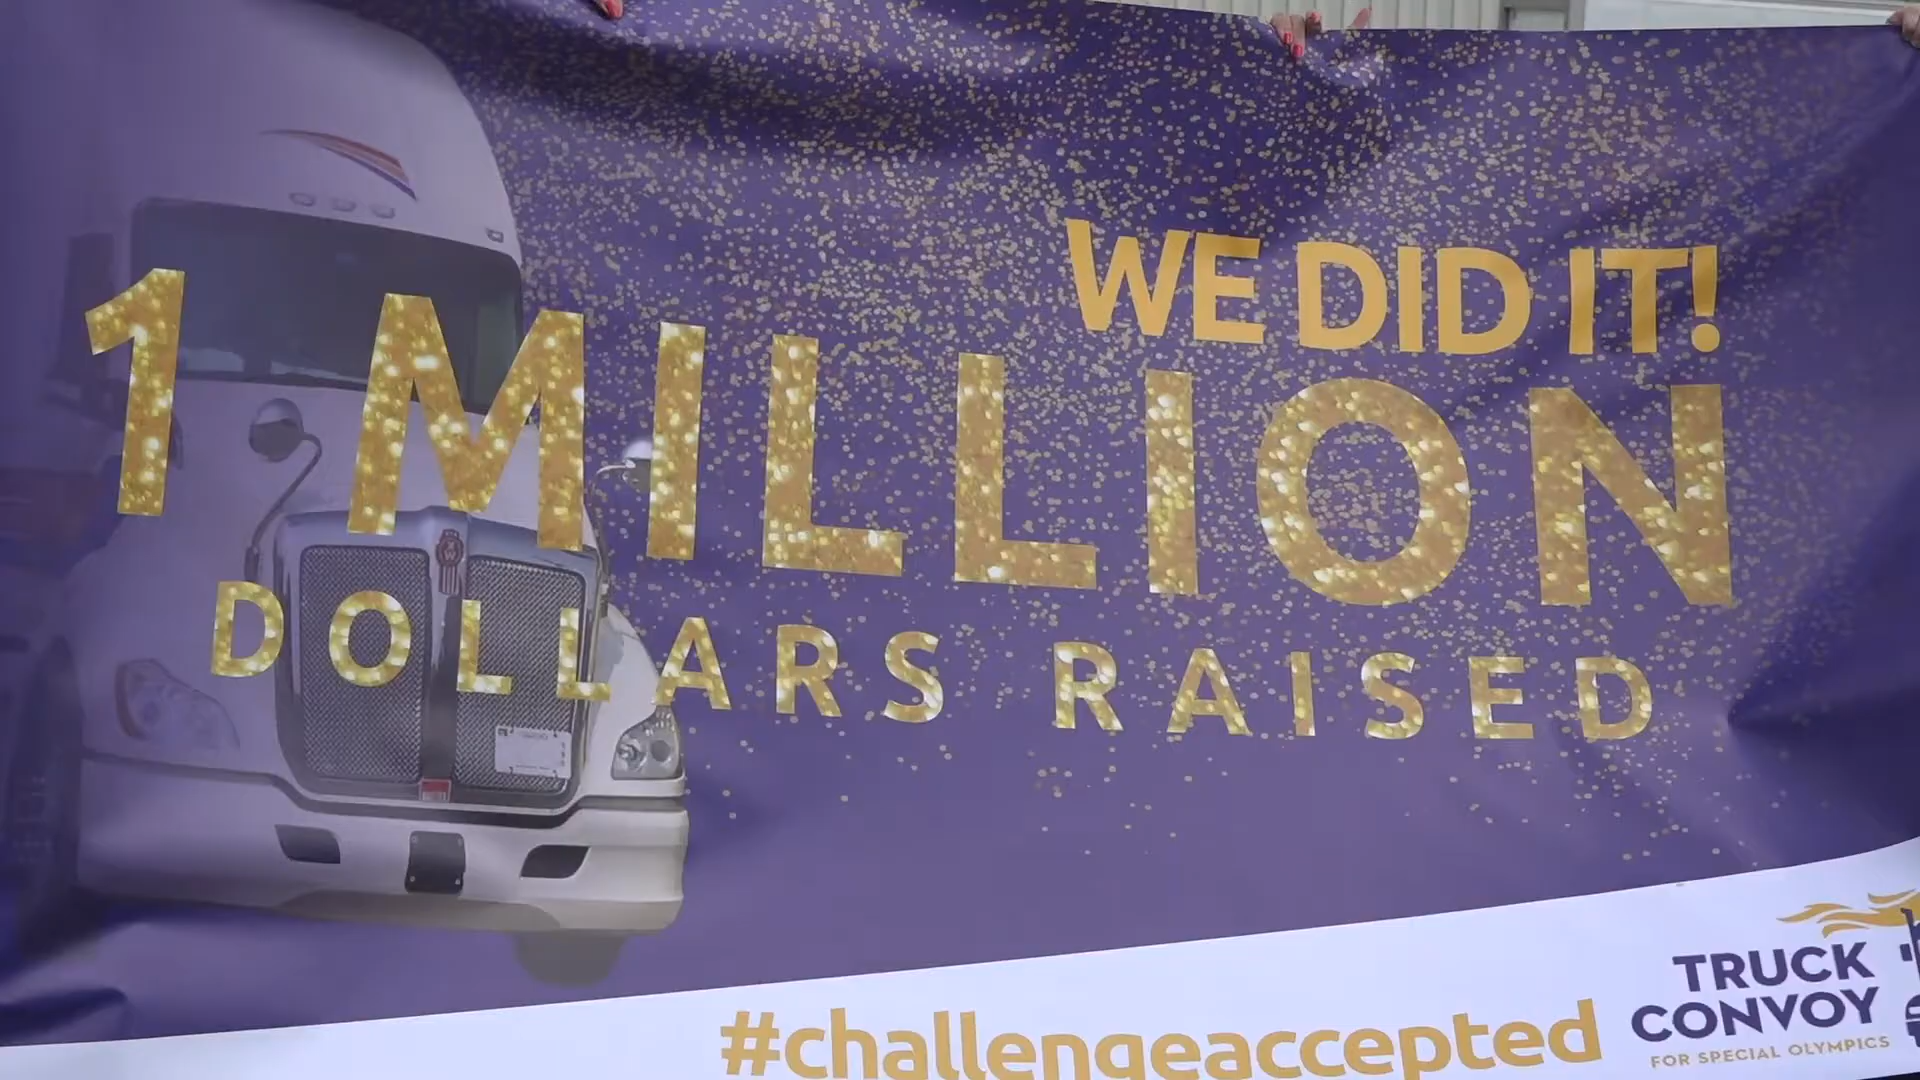 WE DID IT!
1 MILLION
DOLLARS RAISED
#challengeaccepted
TRUCK
CONVOY
FOR SPECIAL OLYMPICS